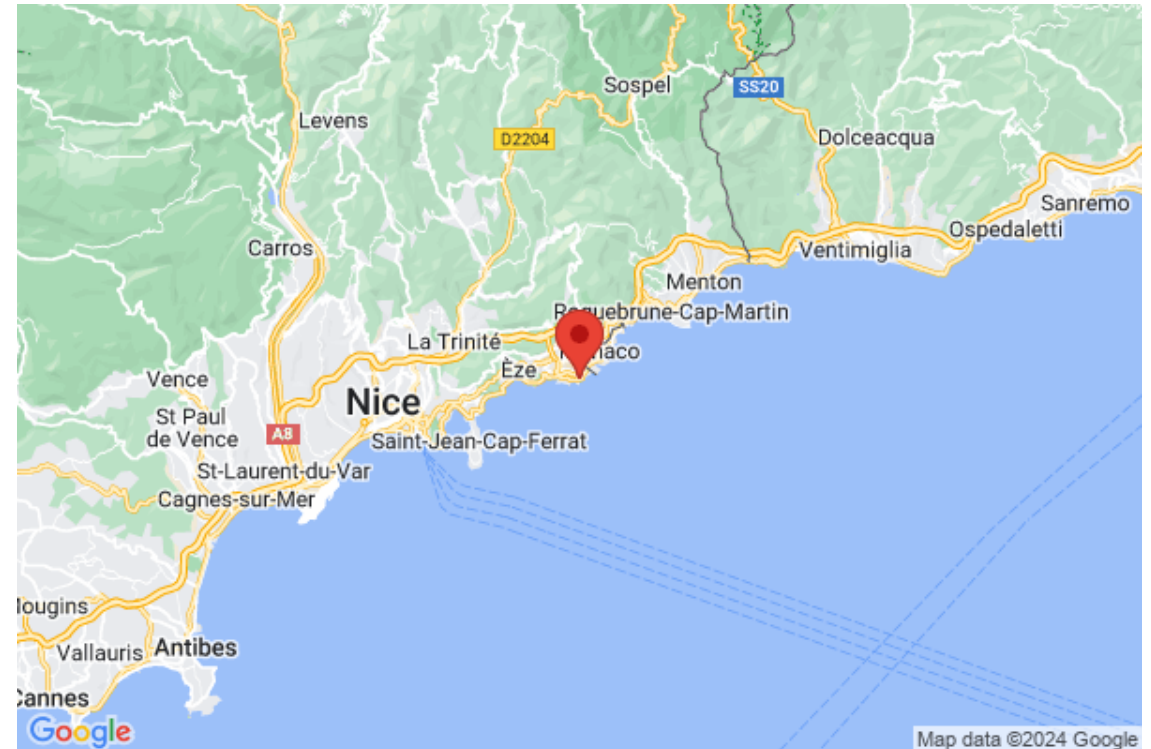 Sospel
SS20
Levens
D2204
Dolceacqua
Sanremo
Ospedaletti
Carros
Ventimiglia
Menton
Roquebrune-Cap-Martin
La Trinité
Èze
Vence
Nice
St Paul
de Vence
A8
Saint-Jean-Cap-Ferrat
St-Laurent-du-Var
Cagnes-sur-Mer
Vallauris
Antibes
Google
Map data ©2024 Google